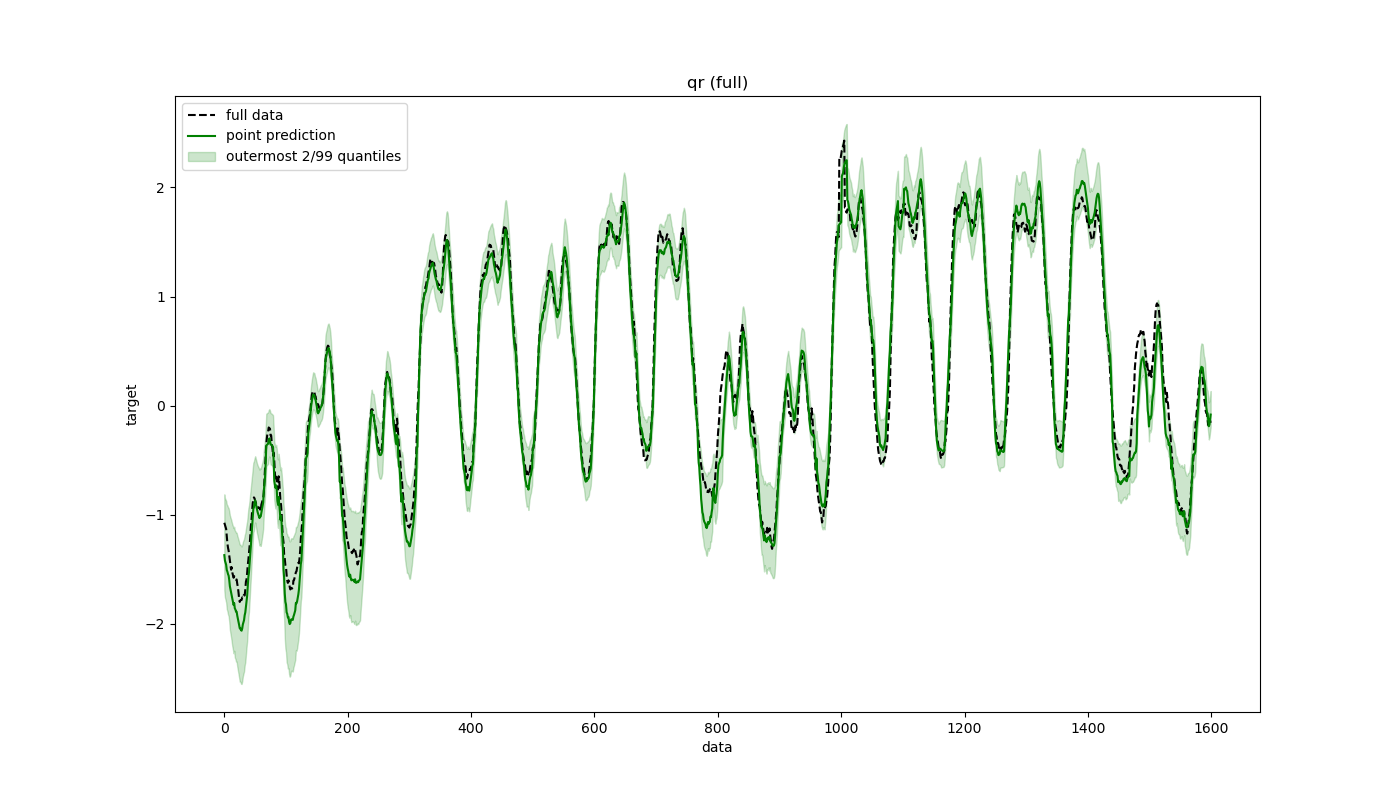 qr (full)
full data
point prediction
outermost 2/99 quantiles
target
2
1
0
−1
−2
0 200 400 600 800 1000 1200 1400 1600
data